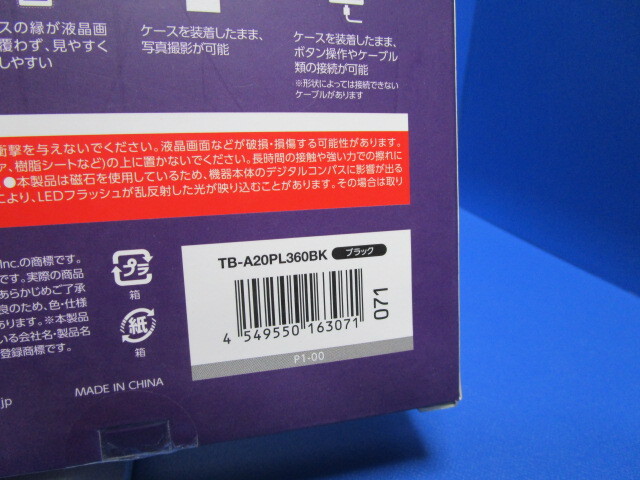 スの縁が液晶画
覆わず、見やすく
しやすい
ケースを装着したまま、
写真撮影が可能
ケースを装着したまま、
ボタン操作やケーブル
類の接続が可能
※形状によっては接続できない
ケーブルがあります
衝撃を与えないでください。液晶画面などが破損・損傷する可能性があります。
ァ、樹脂シートなど)の上に置かないでください。長時間の接触や強い力での擦れに
●本製品は磁石を使用しているため、機器本体のデジタルコンパスに影響が出る
により、LEDフラッシュが乱反射した光が映り込むことがあります。その場合は取り
Inc.の商標です。
です。実際の商品
あらかじめご了承
良のため、色・仕様
あります。※本製品
いる会社名・製品名
登録商標です。
プラ
箱
紙
箱
TB-A20PL360BK ブラック
4 549550 163071
071
P1-00
MADE IN CHINA
.jp